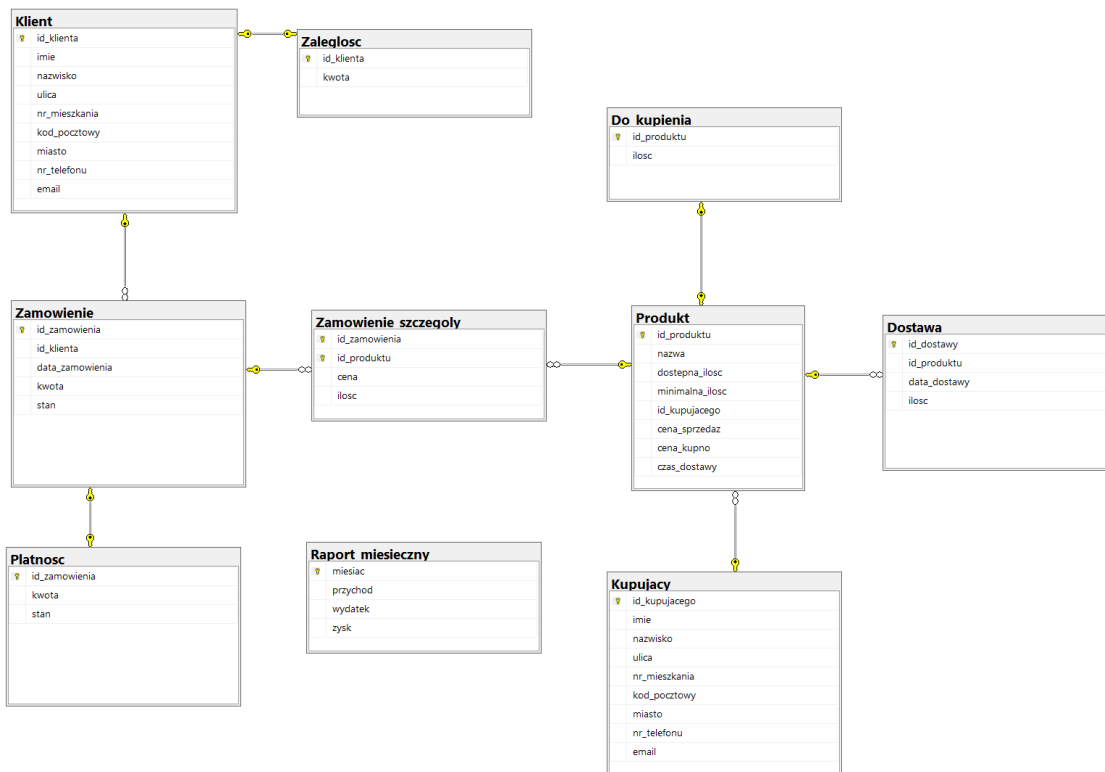 Klient
id_klienta
imie
nazwisko
ulica
nr_mieszkania
kod_pocztowy
miasto
nr_telefonu
email
Zaleglosc
id_klienta
kwota
Do_kupienia
id_produktu
ilosc
Zamowienie
id_zamowienia
id_klienta
data_zamowienia
kwota
stan
Zamowienie_szczegoly
id_zamowienia
id_produktu
cena
ilosc
Produkt
id_produktu
nazwa
dostepna_ilosc
minimalna_ilosc
id_kupujacego
cena_sprzedaz
cena_kupno
czas_dostawy
Dostawa
id_dostawy
id_produktu
data_dostawy
ilosc
Platnosc
id_zamowienia
kwota
stan
Raport_miesieczny
miesiac
przychod
wydatek
zysk
Kupujacy
id_kupujacego
imie
nazwisko
ulica
nr_mieszkania
kod_pocztowy
miasto
nr_telefonu
email